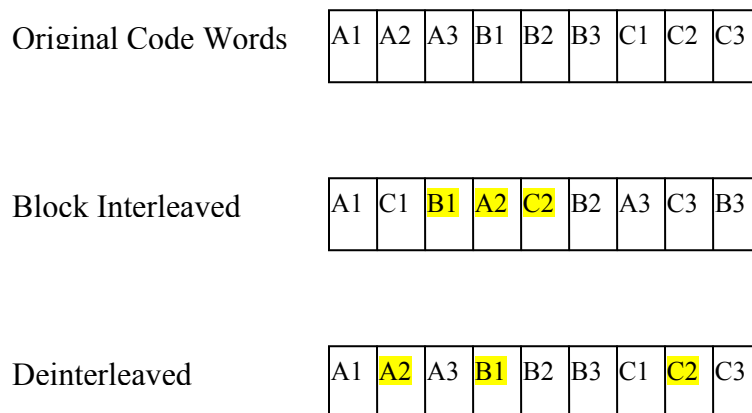 Original Code Words A1 A2 A3 B1 B2 B3 C1 C2 C3
Block Interleaved A1 C1 B1 A2 C2 B2 A3 C3 B3
Deinterleaved A1 A2 A3 B1 B2 B3 C1 C2 C3